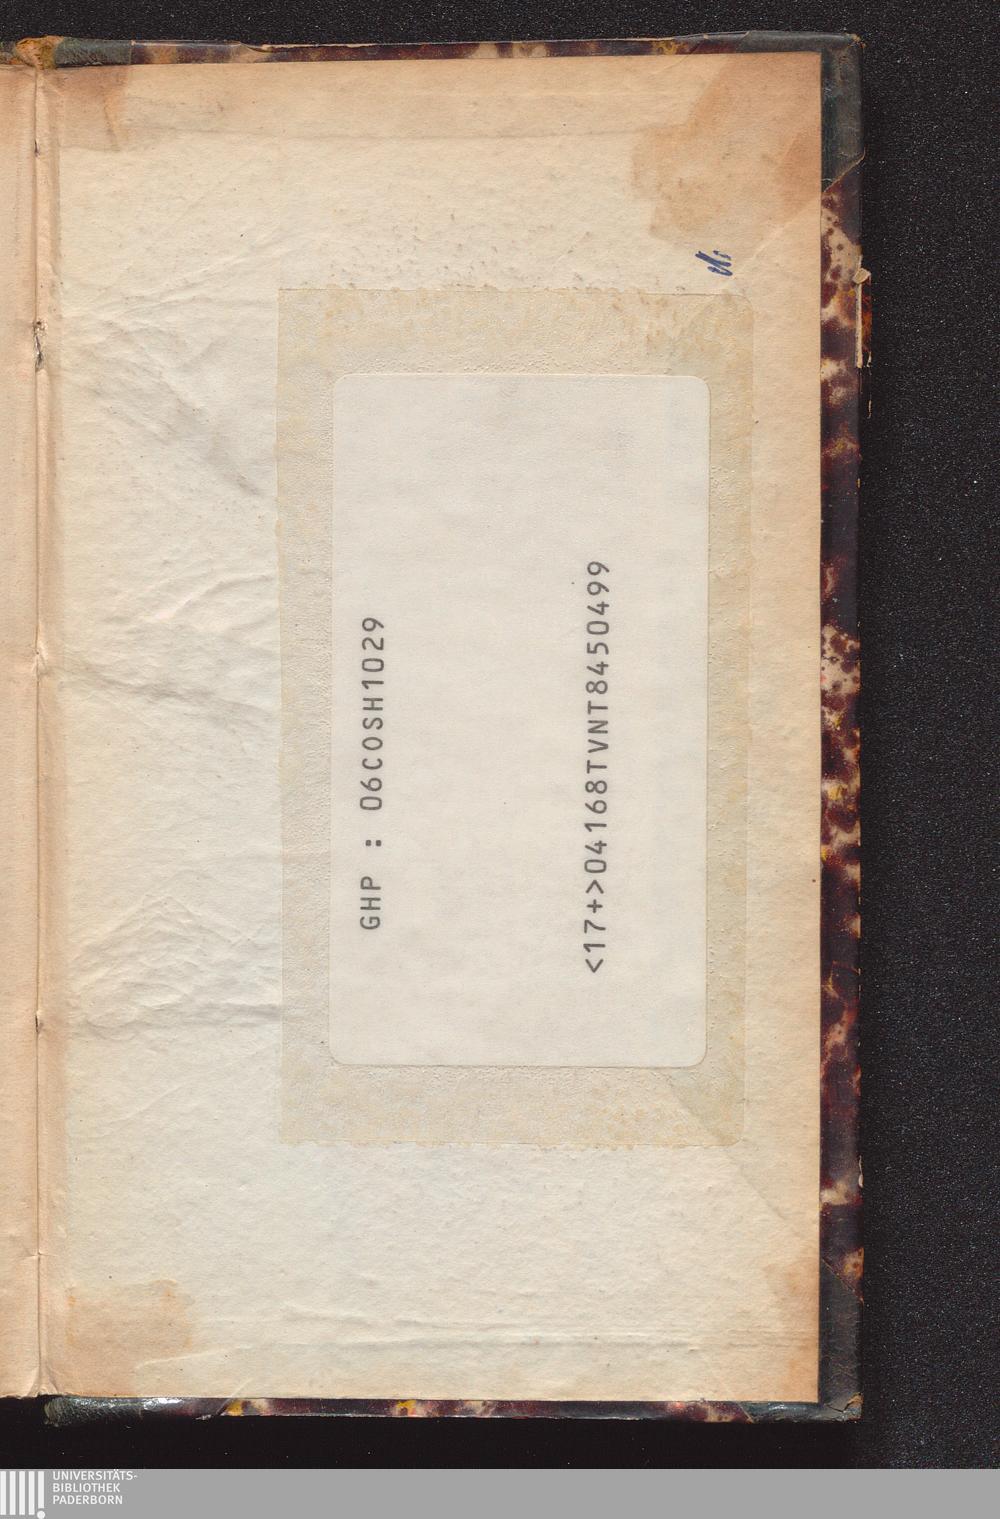 GHP : 06COSH1029
<17+>04168TVNT8450499
UNIVERSITÄTS-
BIBLIOTHEK
PADERBORN